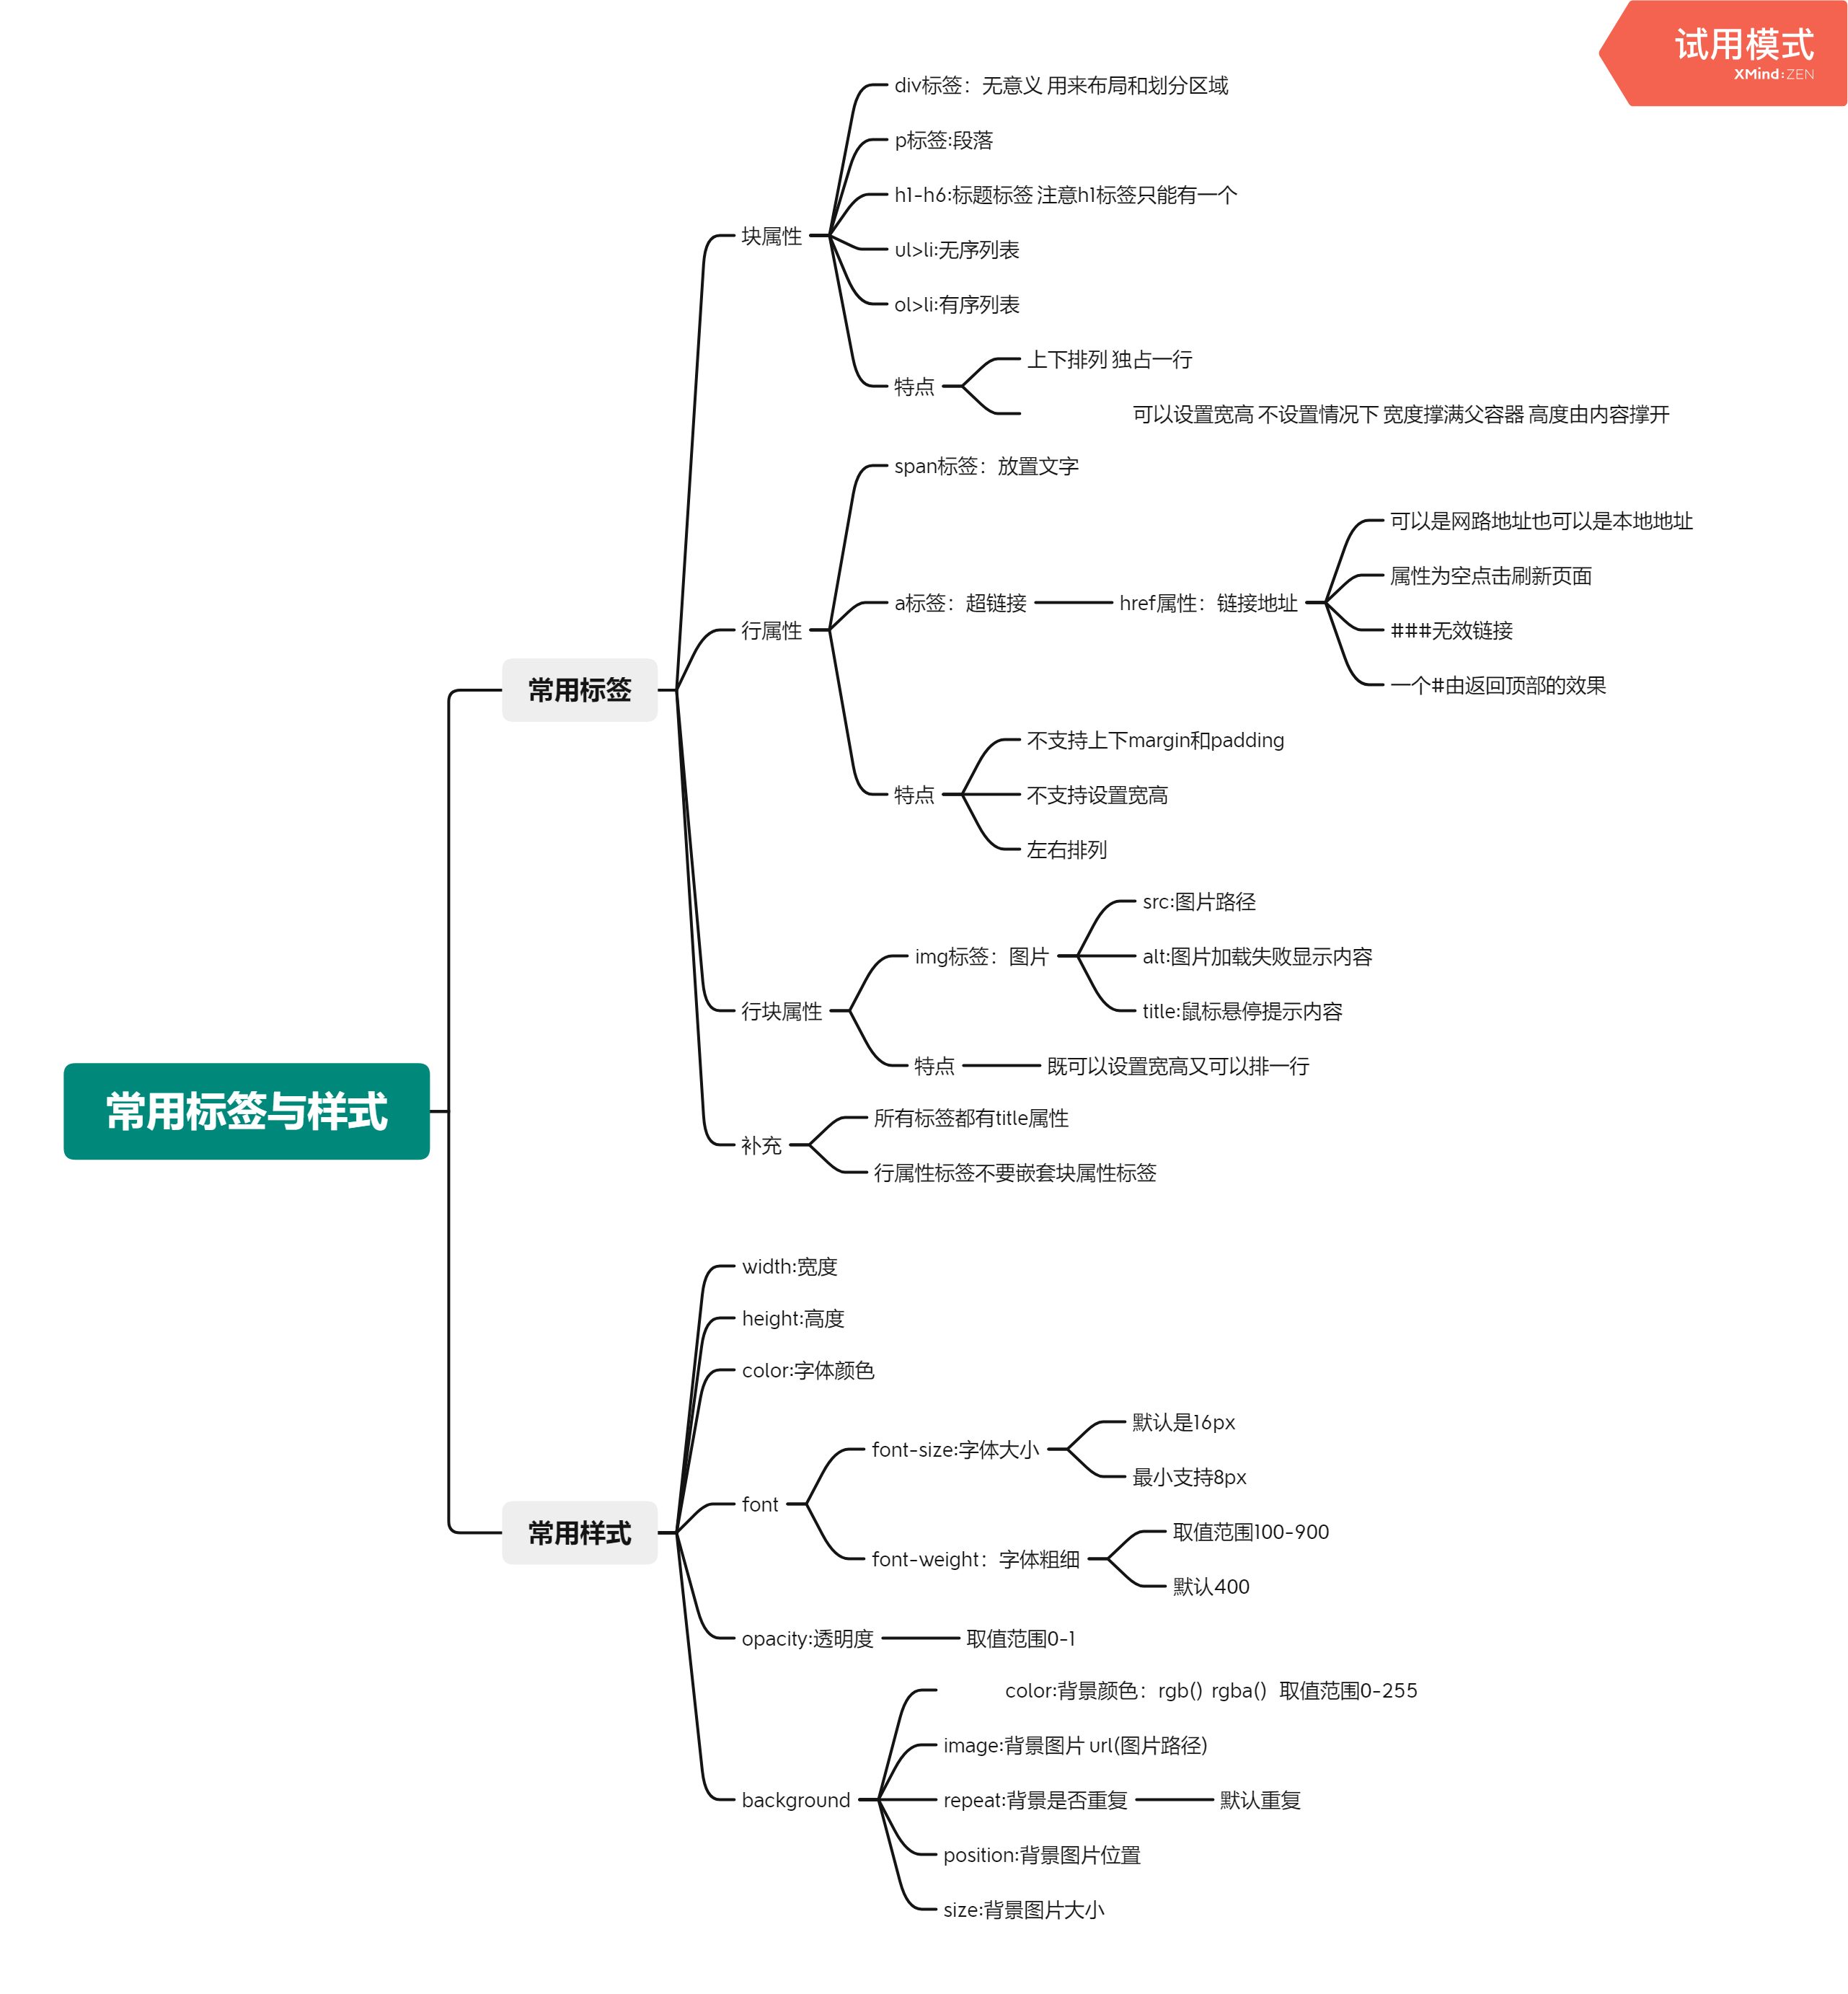 试用模式
XMind:ZEN
常用标签与样式
常用标签
块属性
div标签：无意义 用来布局和划分区域
p标签:段落
h1-h6:标题标签 注意h1标签只能有一个
ul>li:无序列表
ol>li:有序列表
特点
上下排列 独占一行
可以设置宽高 不设置情况下 宽度撑满父容器 高度由内容撑开
行属性
span标签：放置文字
a标签：超链接
href属性：链接地址
可以是网路地址也可以是本地地址
属性为空点击刷新页面
###无效链接
一个#由返回顶部的效果
特点
不支持上下margin和padding
不支持设置宽高
左右排列
行块属性
img标签：图片
src:图片路径
alt:图片加载失败显示内容
title:鼠标悬停提示内容
特点
既可以设置宽高又可以排一行
补充
所有标签都有title属性
行属性标签不要嵌套块属性标签
常用样式
width:宽度
height:高度
color:字体颜色
font
font-size:字体大小
默认是16px
最小支持8px
font-weight：字体粗细
取值范围100-900
默认400
opacity:透明度
取值范围0-1
background
color:背景颜色：rgb() rgba() 取值范围0-255
image:背景图片 url(图片路径)
repeat:背景是否重复
默认重复
position:背景图片位置
size:背景图片大小